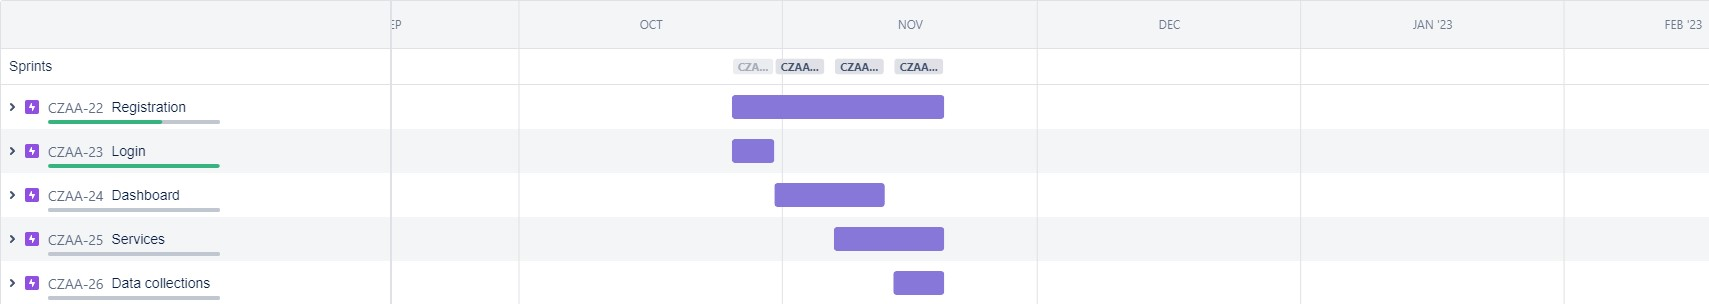 EP OCT NOV DEC JAN '23 FEB '23
Sprints CZA... CZAA... CZAA... CZAA...
CZAA-22 Registration
CZAA-23 Login
CZAA-24 Dashboard
CZAA-25 Services
CZAA-26 Data collections